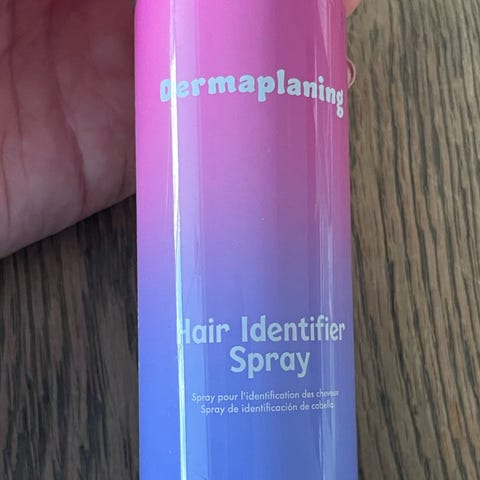 Dermaplaning
Hair Identifier
Spray
Spray pour l'identification des cheveux
Spray de identificación de cabello